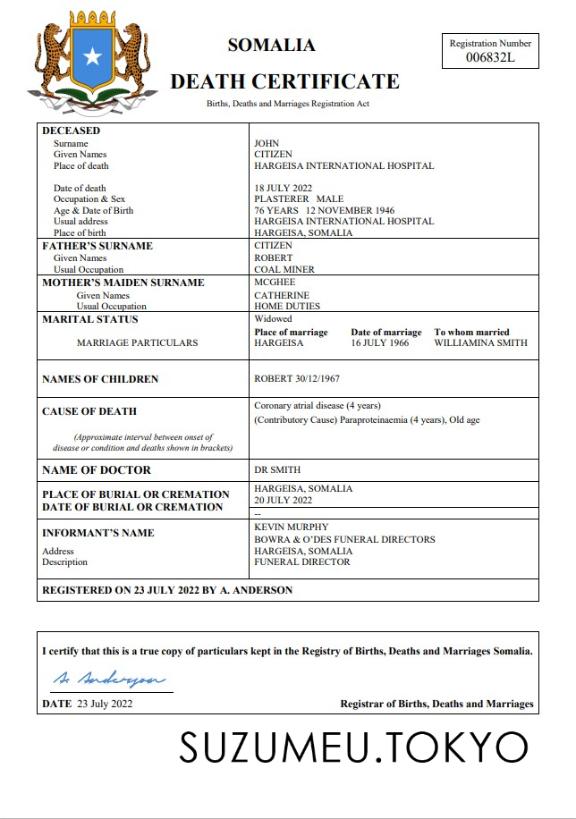 SOMALIA
DEATH CERTIFICATE
Births, Deaths and Marriages Registration Act
Registration Number
006832L
DECEASED
Surname JOHN
Given Names CITIZEN
Place of death HARGEISA INTERNATIONAL HOSPITAL
Date of death 18 JULY 2022
Occupation & Sex PLASTERER MALE
Age & Date of Birth 76 YEARS 12 NOVEMBER 1946
Usual address HARGEISA INTERNATIONAL HOSPITAL
Place of birth HARGEISA, SOMALIA
FATHER'S SURNAME CITIZEN
Given Names ROBERT
Usual Occupation COAL MINER
MOTHER'S MAIDEN SURNAME MCGHEE
Given Names CATHERINE
Usual Occupation HOME DUTIES
MARITAL STATUS Widowed
Place of marriage Date of marriage To whom married
MARRIAGE PARTICULARS HARGEISA 16 JULY 1966 WILLIAMINA SMITH
NAMES OF CHILDREN ROBERT 30/12/1967
CAUSE OF DEATH Coronary atrial disease (4 years)
(Contributory Cause) Paraproteinaemia (4 years), Old age
(Approximate interval between onset of
disease or condition and deaths shown in brackets)
NAME OF DOCTOR DR SMITH
PLACE OF BURIAL OR CREMATION HARGEISA, SOMALIA
DATE OF BURIAL OR CREMATION 20 JULY 2022
--
INFORMANT'S NAME KEVIN MURPHY
BOWRA & O'DES FUNERAL DIRECTORS
Address HARGEISA, SOMALIA
Description FUNERAL DIRECTOR
REGISTERED ON 23 JULY 2022 BY A. ANDERSON
I certify that this is a true copy of particulars kept in the Registry of Births, Deaths and Marriages Somalia.
A. Anderson
DATE 23 July 2022 Registrar of Births, Deaths and Marriages
SUZUMEU.TOKYO